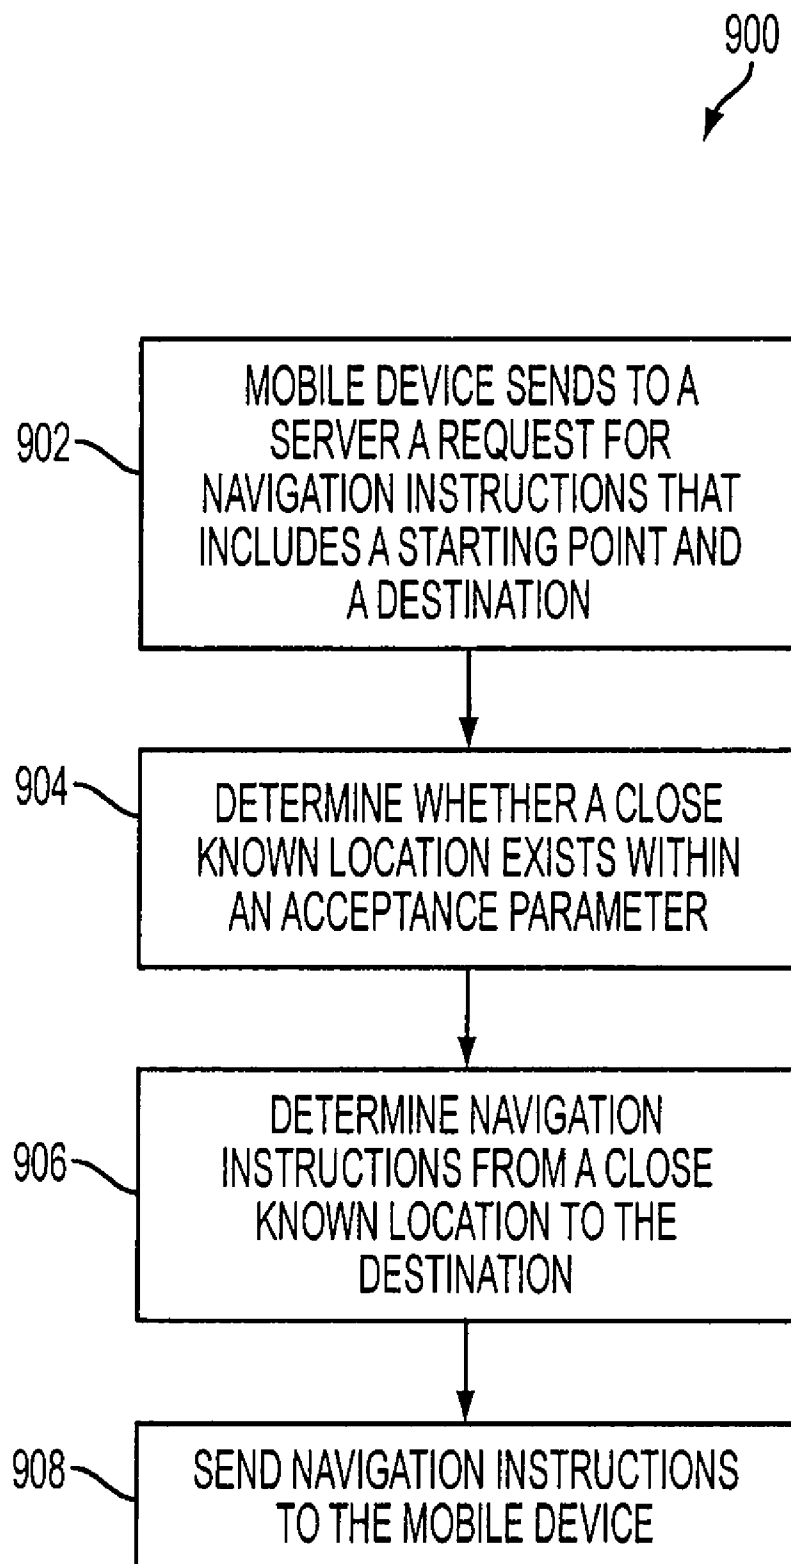 900
902
MOBILE DEVICE SENDS TO A
SERVER A REQUEST FOR
NAVIGATION INSTRUCTIONS THAT
INCLUDES A STARTING POINT AND
A DESTINATION
904
DETERMINE WHETHER A CLOSE
KNOWN LOCATION EXISTS WITHIN
AN ACCEPTANCE PARAMETER
906
DETERMINE NAVIGATION
INSTRUCTIONS FROM A CLOSE
KNOWN LOCATION TO THE
DESTINATION
908
SEND NAVIGATION INSTRUCTIONS
TO THE MOBILE DEVICE